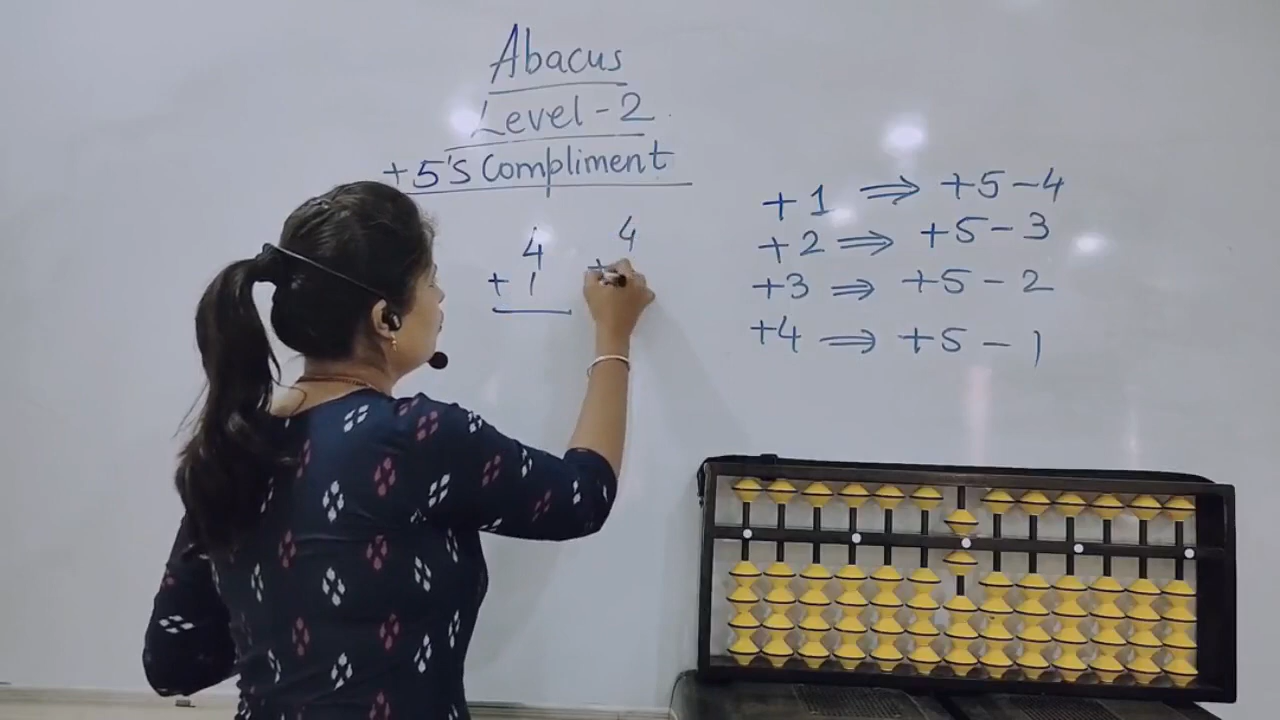 Abacus
Level-2
+5's Compliment
4
+ 1
4
+
+1 ⇒ +5-4
+2 ⇒ +5-3
+3 ⇒ +5-2
+4 ⇒ +5-1